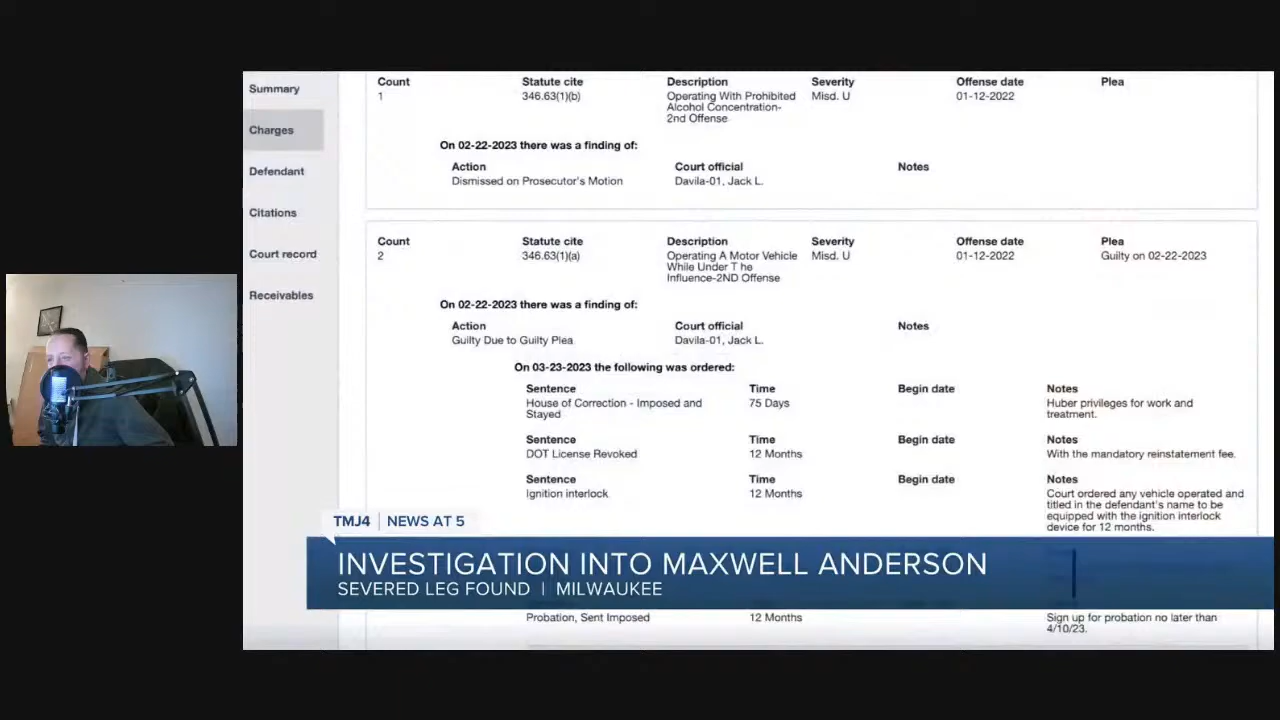 Summary
Charges
Defendant
Citations
Court record
Receivables
Count Statute cite Description Severity Offense date Plea
1 346.63(1)(b) Operating With Prohibited Misd. U 01-12-2022
Alcohol Concentration-
2nd Offense
On 02-22-2023 there was a finding of:
Action Court official Notes
Dismissed on Prosecutor's Motion Davila-01, Jack L.
Count Statute cite Description Severity Offense date Plea
2 346.63(1)(a) Operating A Motor Vehicle Misd. U 01-12-2022 Guilty on 02-22-2023
While Under T he
Influence-2ND Offense
On 02-22-2023 there was a finding of:
Action Court official Notes
Guilty Due to Guilty Plea Davila-01, Jack L.
On 03-23-2023 the following was ordered:
Sentence Time Begin date Notes
House of Correction - Imposed and 75 Days Huber privileges for work and
Stayed treatment.
Sentence Time Begin date Notes
DOT License Revoked 12 Months With the mandatory reinstatement fee.
Sentence Time Begin date Notes
Ignition interlock 12 Months Court ordered any vehicle operated and
titled in the defendant's name to be
equipped with the ignition interlock
device for 12 months.
TMJ4 NEWS AT 5
INVESTIGATION INTO MAXWELL ANDERSON
SEVERED LEG FOUND | MILWAUKEE
Probation, Sent Imposed 12 Months Sign up for probation no later than
4/10/23.